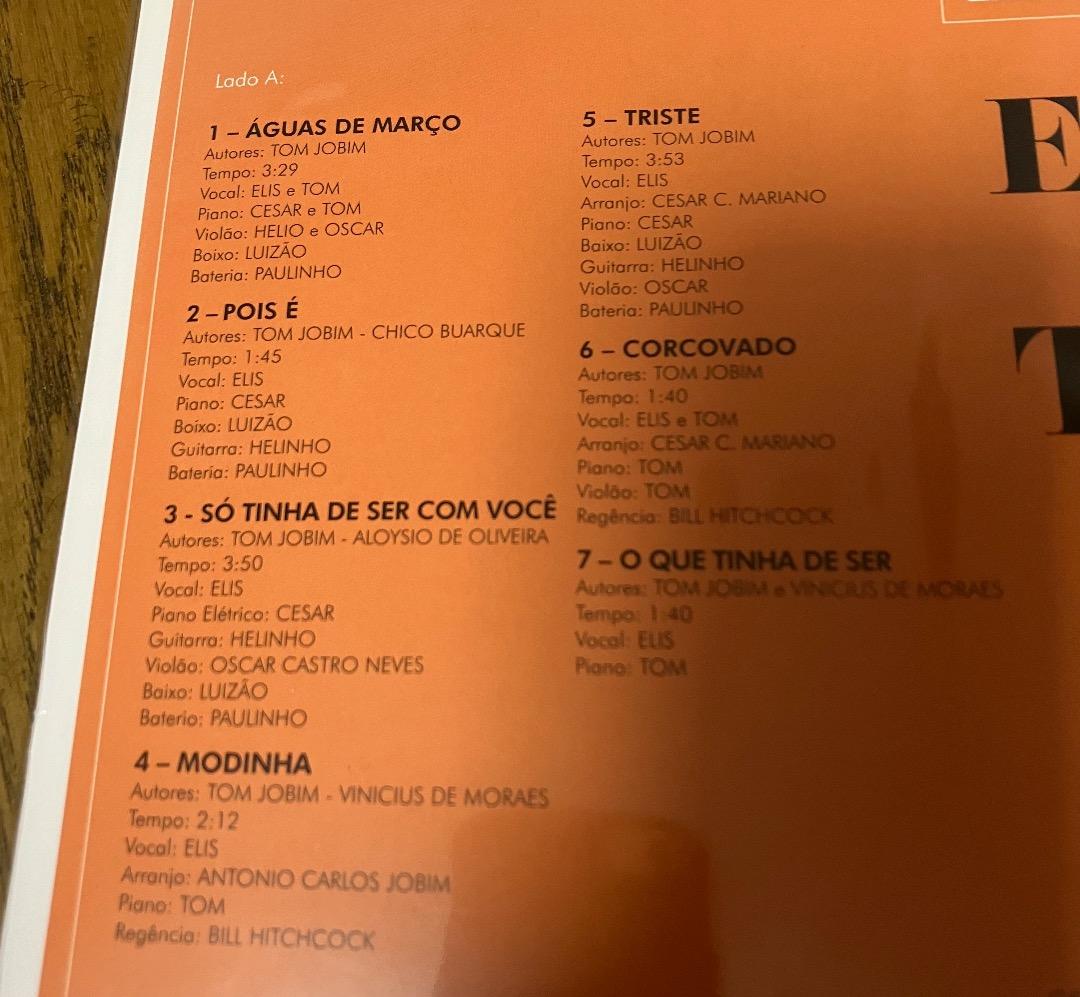 Lado A:
1 – ÁGUAS DE MARÇO
Autores: TOM JOBIM
Tempo: 3:29
Vocal: ELIS e TOM
Piano: CESAR e TOM
Violão: HELIO e OSCAR
Boixo: LUIZÃO
Bateria: PAULINHO
2 – POIS É
Autores: TOM JOBIM - CHICO BUARQUE
Tempo: 1:45
Vocal: ELIS
Piano: CESAR
Boixo: LUIZÃO
Guitarra: HELINHO
Bateria: PAULINHO
3 - SÓ TINHA DE SER COM VOCÊ
Autores: TOM JOBIM - ALOYSIO DE OLIVEIRA
Tempo: 3:50
Vocal: ELIS
Piano Elétrico: CESAR
Guitarra: HELINHO
Violão: OSCAR CASTRO NEVES
Baixo: LUIZÃO
Baterio: PAULINHO
4 – MODINHA
Autores: TOM JOBIM - VINICIUS DE MORAES
Tempo: 2:12
Vocal: ELIS
Arranjo: ANTONIO CARLOS JOBIM
Piano: TOM
Regência: BILL HITCHCOCK
5 – TRISTE
Autores: TOM JOBIM
Tempo: 3:53
Vocal: ELIS
Arranjo: CESAR C. MARIANO
Piano: CESAR
Baixo: LUIZÃO
Guitarra: HELINHO
Violão: OSCAR
Bateria: PAULINHO
6 – CORCOVADO
Autores: TOM JOBIM
Tempo: 1:40
Vocal: ELIS e TOM
Arranjo: CESAR C. MARIANO
Piano: TOM
Violão: TOM
Regência: BILL HITCHCOCK
7 – O QUE TINHA DE SER
Autores: TOM JOBIM e VINICIUS DE MORAES
Tempo: 1:40
Vocal: ELIS
Piano: TOM
E
T